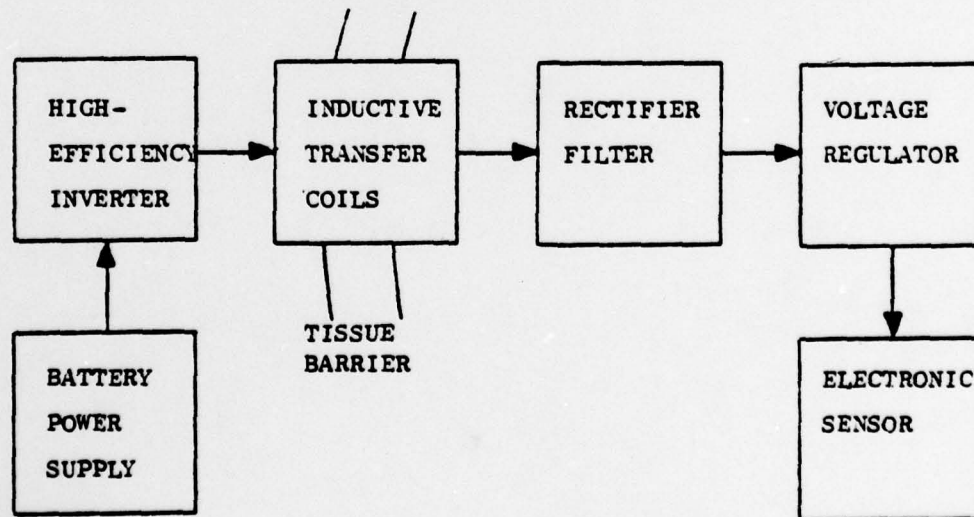 HIGH-
EFFICIENCY
INVERTER
INDUCTIVE
TRANSFER
COILS
RECTIFIER
FILTER
VOLTAGE
REGULATOR
TISSUE
BARRIER
BATTERY
POWER
SUPPLY
ELECTRONIC
SENSOR